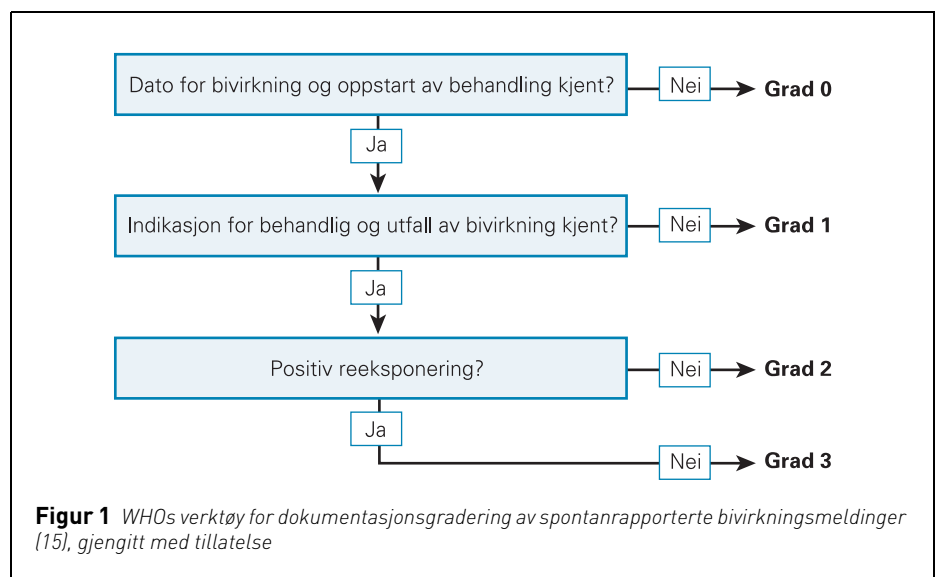 Dato for bivirkning og oppstart av behandling kjent?
Nei
Grad 0
Ja
Indikasjon for behandlig og utfall av bivirkning kjent?
Nei
Grad 1
Ja
Positiv reeksponering?
Nei
Grad 2
Ja
Nei
Grad 3
Figur 1 WHOs verktøy for dokumentasjonsgradering av spontanrapporterte bivirkningsmeldinger
(15), gjengitt med tillatelse